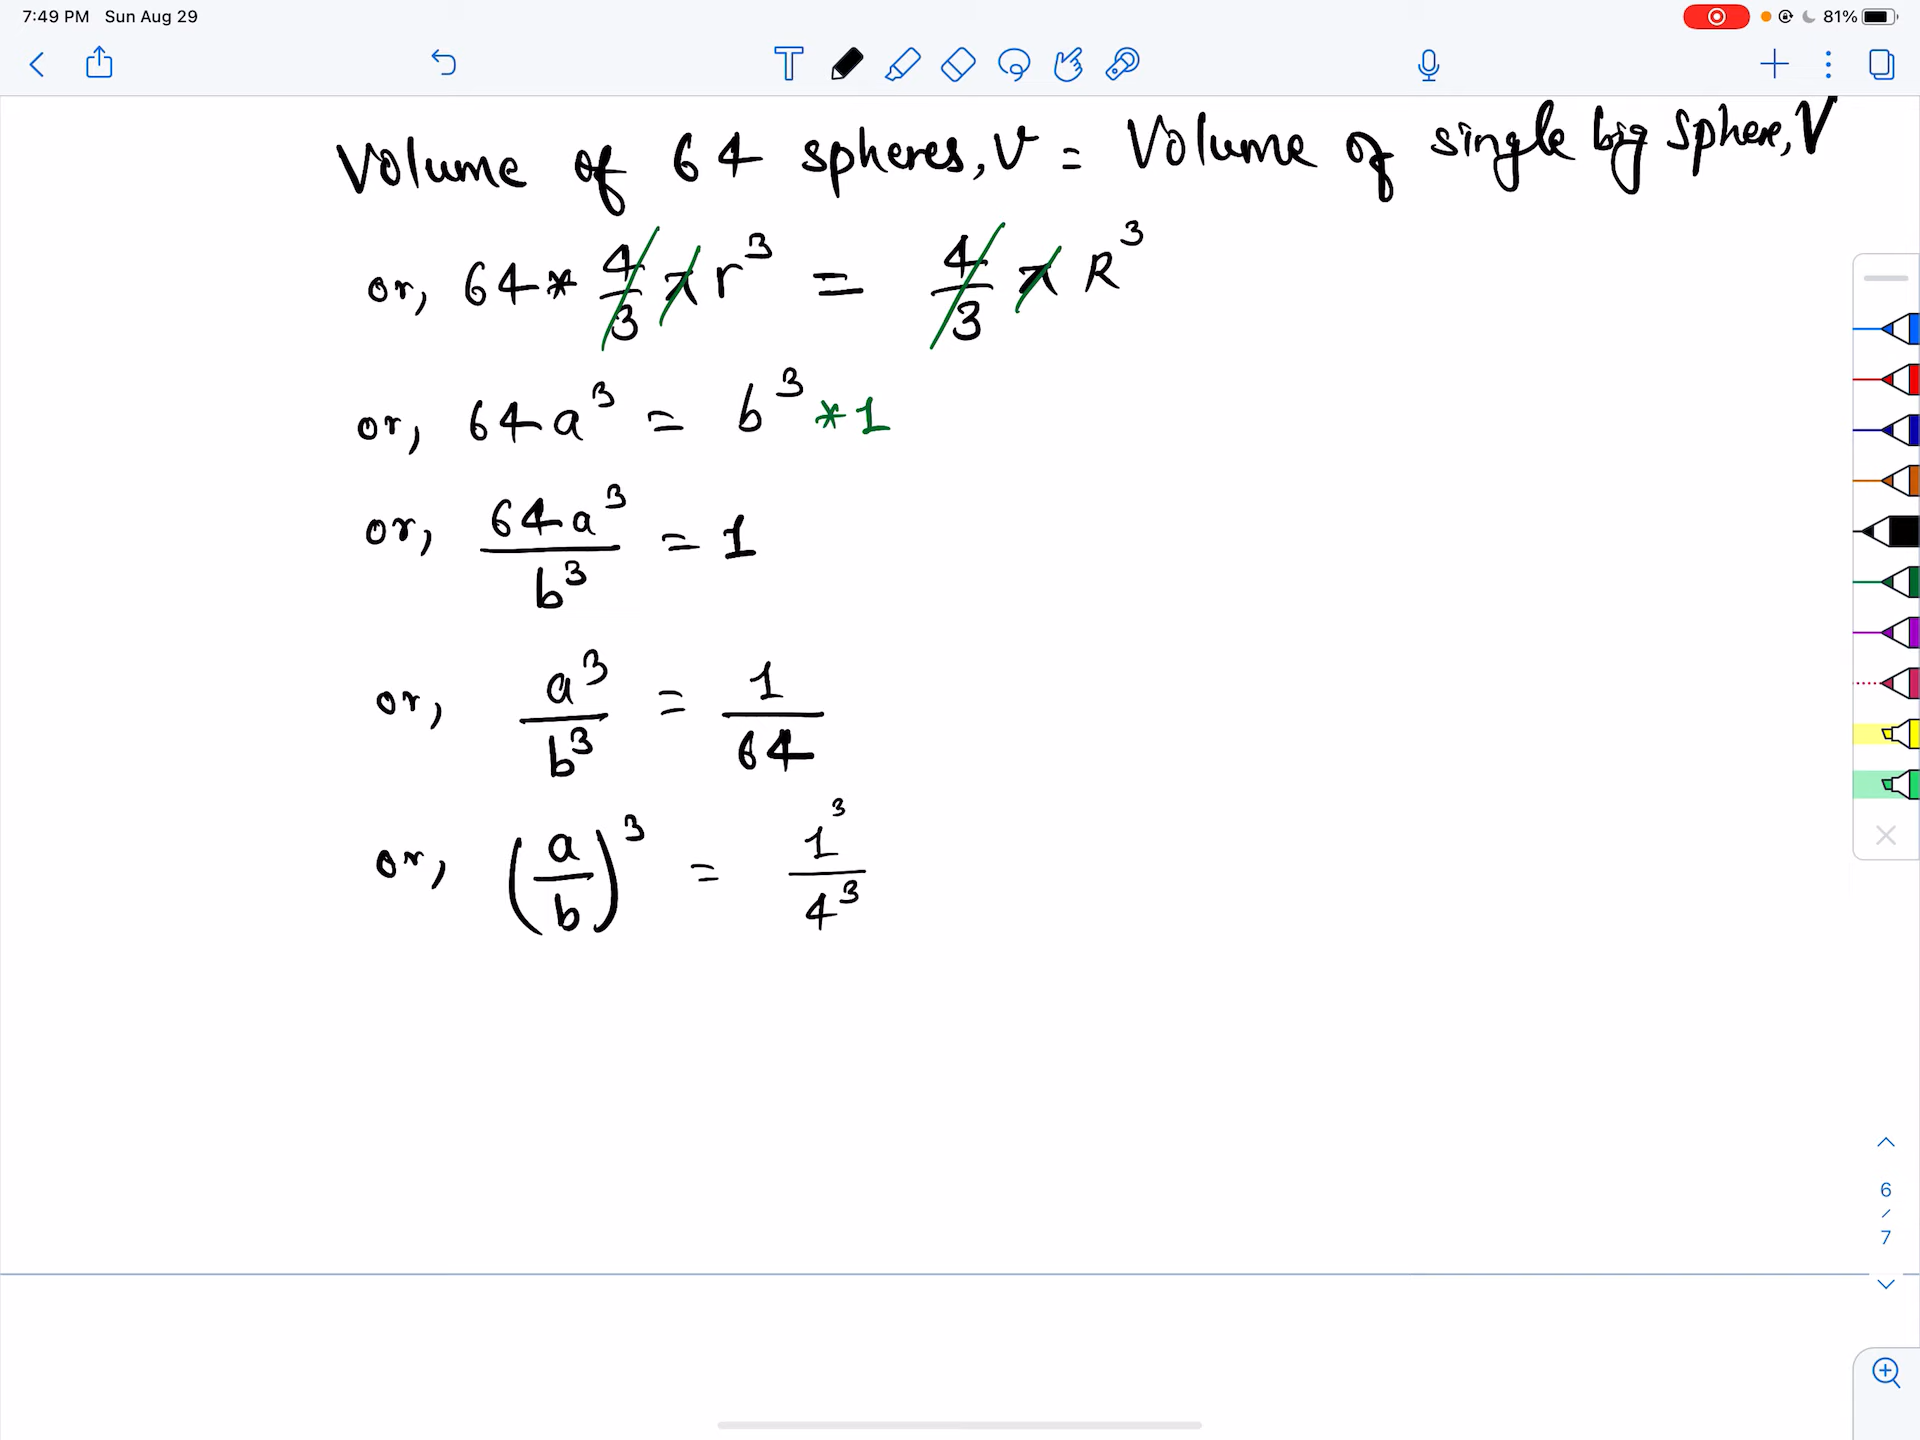 7:49 PM Sun Aug 29
81%
Volume of 64 spheres, V = Volume of single big sphere, V
or, 64 * 4/3 π r³ = 4/3 π R³
or, 64a³ = b³ * 1
or, 64a³/b³ = 1
or, a³/b³ = 1/64
or, (a/b)³ = 1³/4³
6
/
7